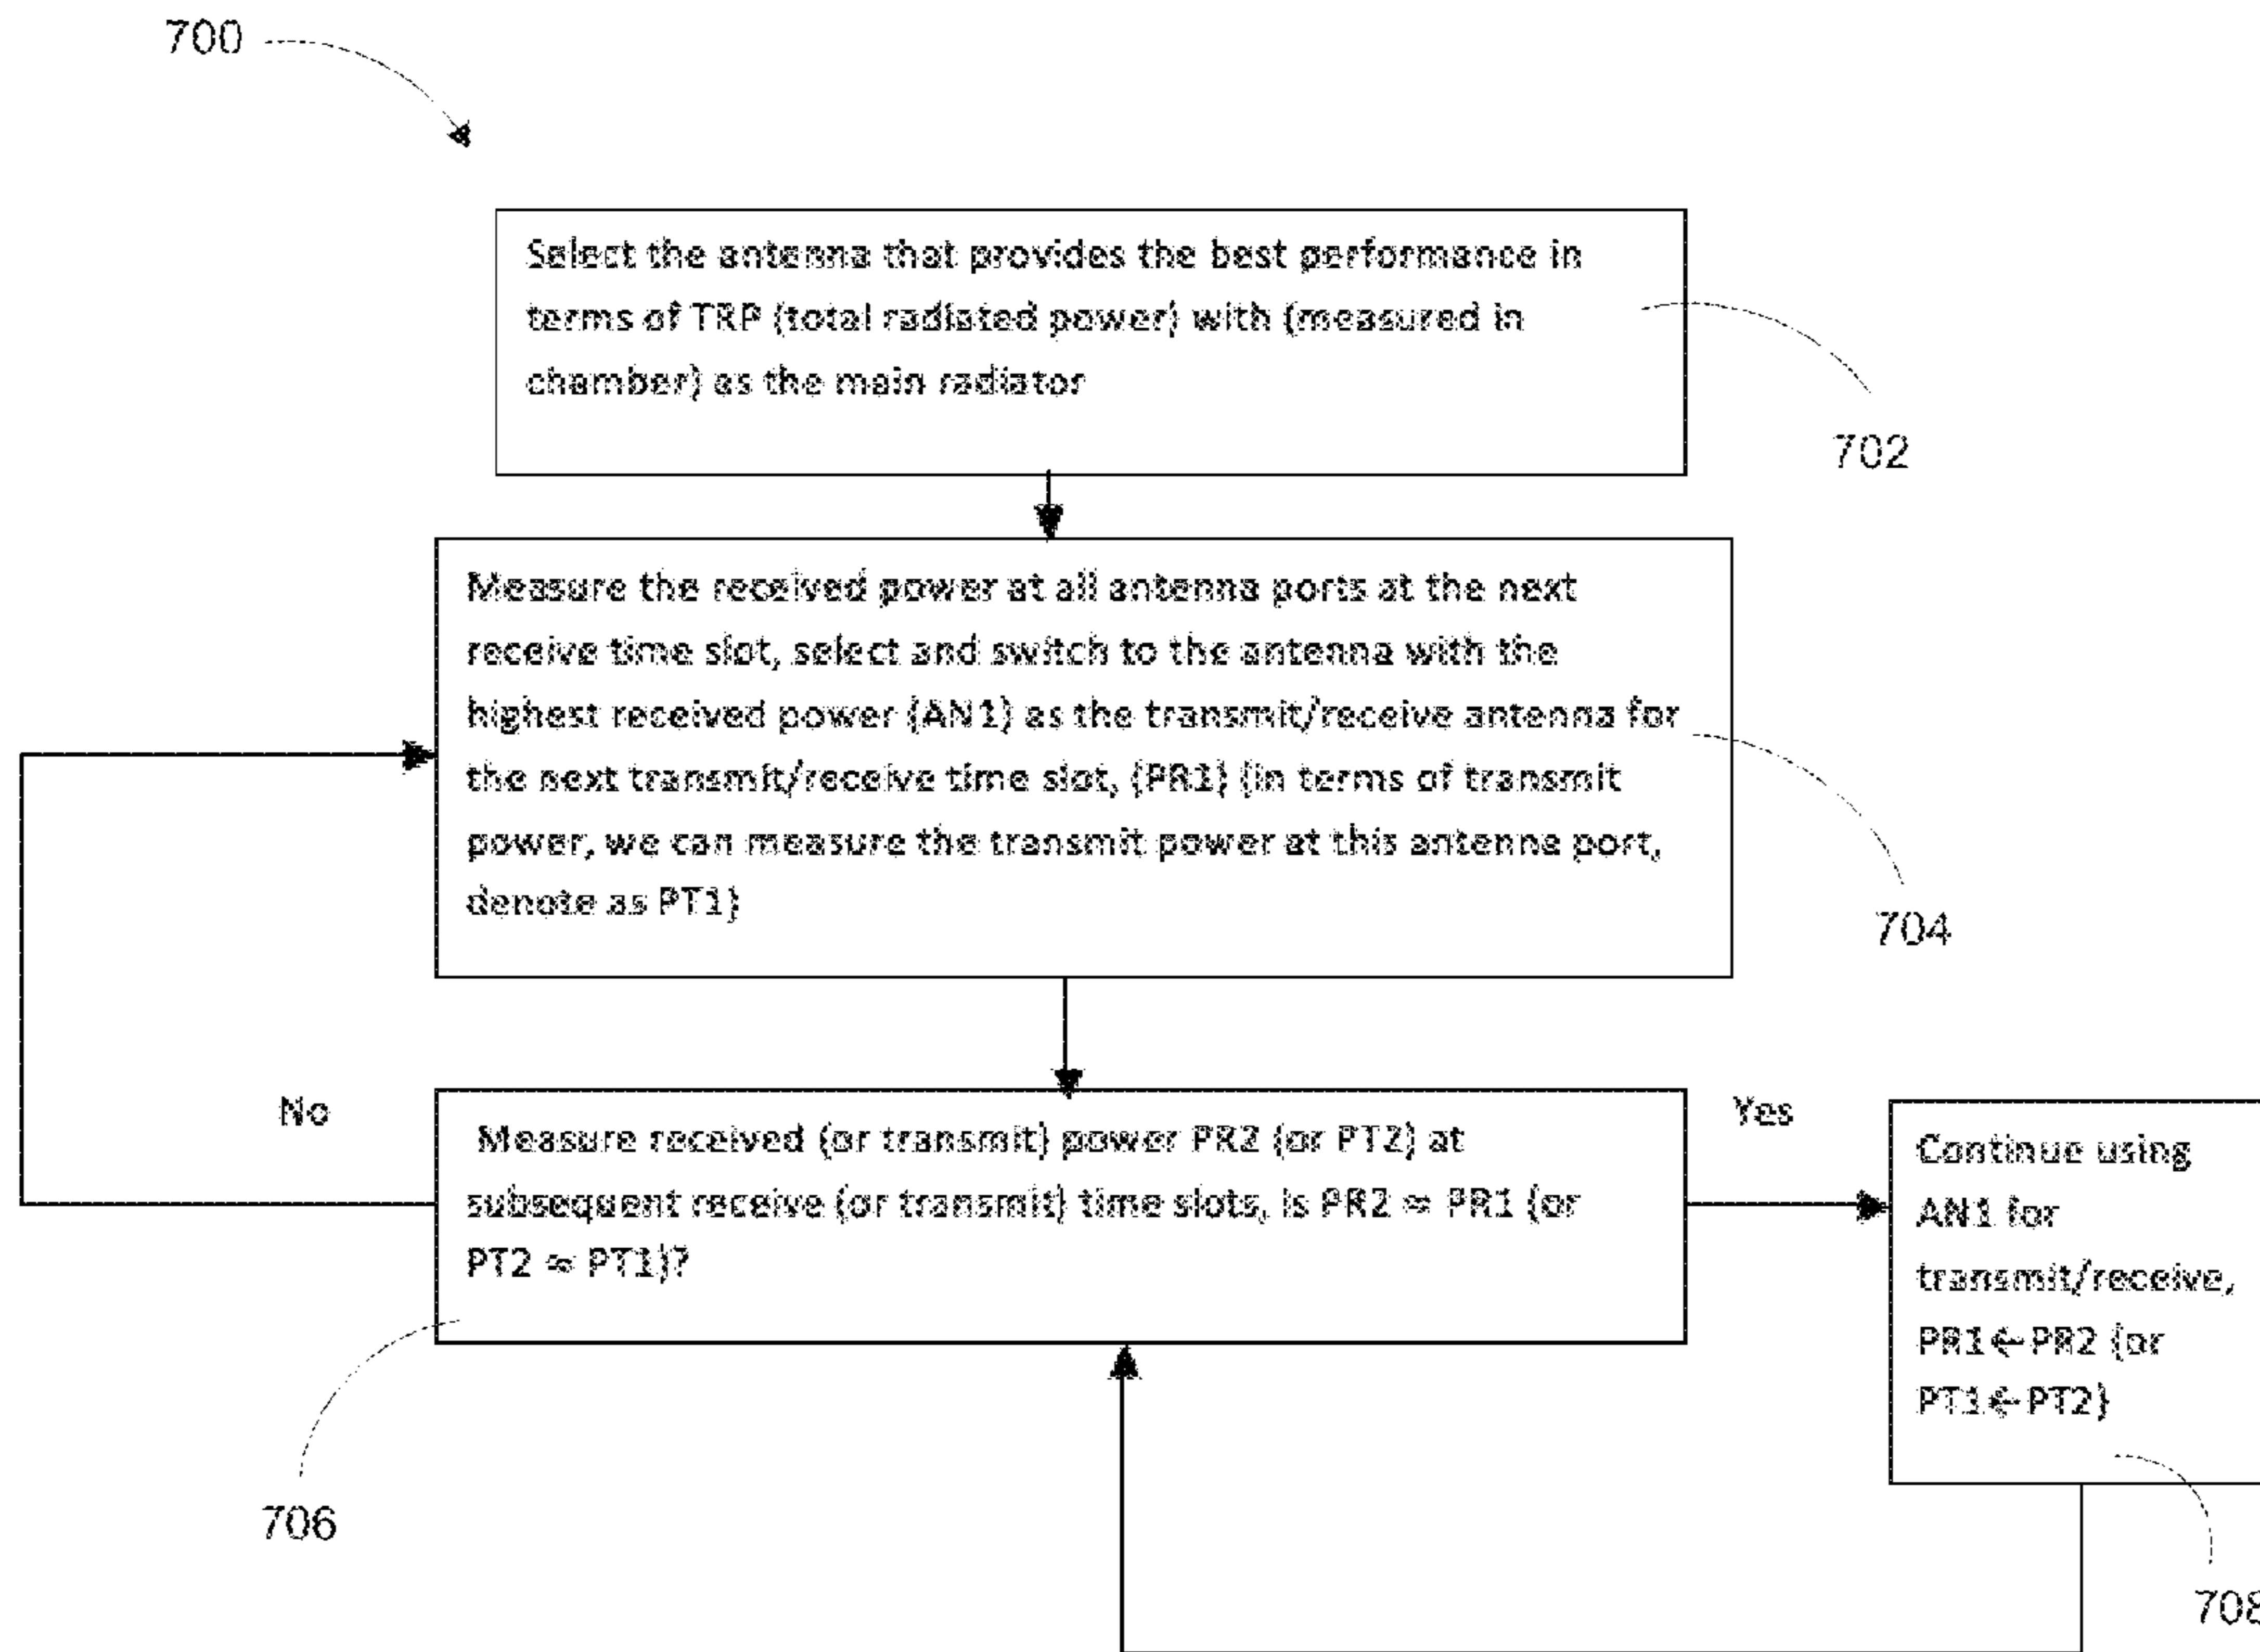 700
Select the antenna that provides the best performance in
terms of TRP (total radiated power) with (measured in
chamber) as the main radiator
702
Measure the received power at all antenna ports at the next
receive time slot, select and switch to the antenna with the
highest received power (AN1) as the transmit/receive antenna for
the next transmit/receive time slot, (PR1) (in terms of transmit
power, we can measure the transmit power at this antenna port,
denote as PT1)
704
No
Measure received (or transmit) power PR2 (or PT2) at
subsequent receive (or transmit) time slots, is PR2 ≈ PR1 (or
PT2 ≈ PT1)?
706
Yes
Continue using
AN1 for
transmit/receive,
PR1←PR2 (or
PT1←PT2)
708